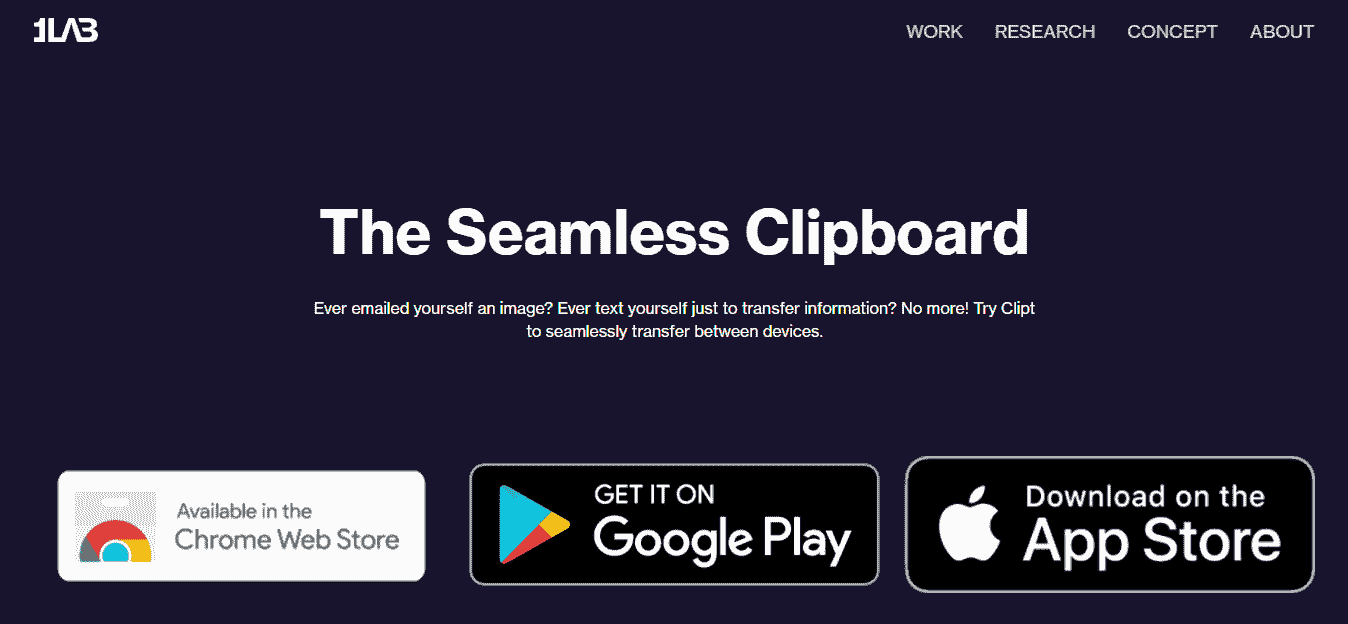 1LAB
WORK RESEARCH CONCEPT ABOUT
The Seamless Clipboard
Ever emailed yourself an image? Ever text yourself just to transfer information? No more! Try Clipt
to seamlessly transfer between devices.
Available in the
Chrome Web Store
GET IT ON
Google Play
Download on the
App Store